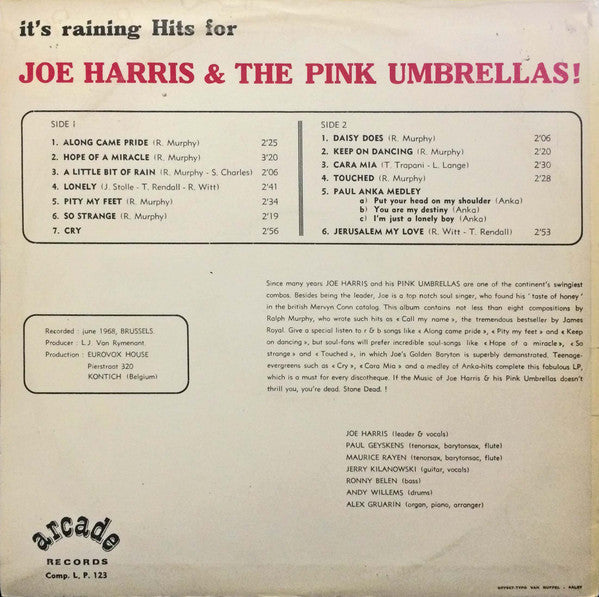 it's raining Hits for
JOE HARRIS & THE PINK UMBRELLAS!
SIDE 1
1. ALONG CAME PRIDE (R. Murphy) 2'25
2. HOPE OF A MIRACLE (R. Murphy) 3'20
3. A LITTLE BIT OF RAIN (R. Murphy - S. Charles) 2'06
4. LONELY (J. Stolle - T. Rendall - R. Witt) 2'41
5. PITY MY FEET (R. Murphy) 2'34
6. SO STRANGE (R. Murphy) 2'19
7. CRY 2'56
SIDE 2
1. DAISY DOES (R. Murphy) 2'06
2. KEEP ON DANCING (R. Murphy) 2'20
3. CARA MIA (T. Trapani - L. Lange) 2'30
4. TOUCHED (R. Murphy) 2'28
5. PAUL ANKA MEDLEY
a) Put your head on my shoulder (Anka)
b) You are my destiny (Anka)
c) I'm just a lonely boy (Anka)
6. JERUSALEM MY LOVE (R. Witt - T. Rendall) 2'53
Since many years JOE HARRIS and his PINK UMBRELLAS are one of the continent's swingiest
combos. Besides being the leader, Joe is a top notch soul singer, who found his ' taste of honey '
in the british Mervyn Conn catalog. This album contains not less than eight compositions by
Ralph Murphy, who wrote such hits as « Call my name », the tremendous bestseller by James
Royal. Give a special listen to r & b songs like « Along came pride », « Pity my feet » and « Keep
on dancing », but soul-fans will prefer incredible soul-songs like « Hope of a miracle », « So
strange » and « Touched », in which Joe's Golden Baryton is superbly demonstrated. Teenage-
evergreens such as « Cry », « Cara Mia » and a medley of Anka-hits complete this fabulous LP,
which is a must for every discotheque. If the Music of Joe Harris & his Pink Umbrellas doesn't
thrill you, you're dead. Stone Dead. !
Recorded : june 1968, BRUSSELS.
Producer : L.J. Van Rymenant.
Production : EUROVOX HOUSE
Pierstraat 320
KONTICH (Belgium)
JOE HARRIS (leader & vocals)
PAUL GEYSKENS (tenorsax, barytonsax, flute)
MAURICE RAYEN (tenorsax, barytonsac, flute)
JERRY KILANOWSKI (guitar, vocals)
RONNY BELEN (bass)
ANDY WILLEMS (drums)
ALEX GRUARIN (organ, piano, arranger)
arcade
RECORDS
Comp. L. P. 123
OFFSET-TYPO VAN RUFFEL - AALST